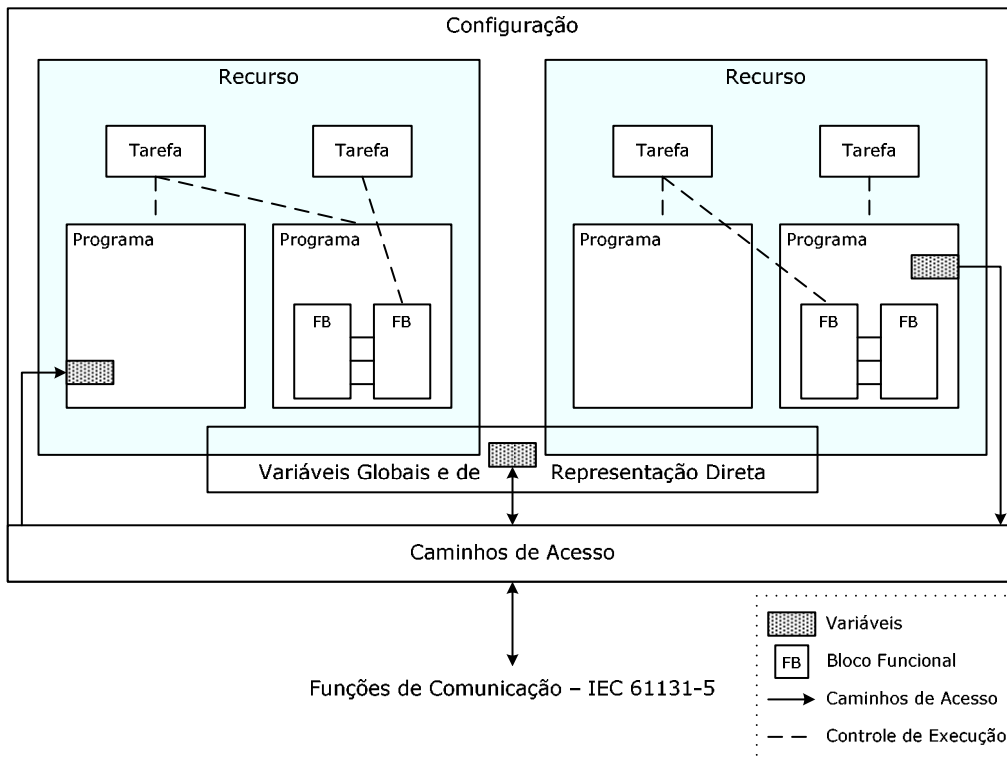 Configuração
Recurso
Recurso
Tarefa
Tarefa
Tarefa
Tarefa
Programa
Programa
Programa
Programa
FB
FB
FB
FB
Variáveis Globais e de
Representação Direta
Caminhos de Acesso
Funções de Comunicação – IEC 61131-5
Variáveis
FB
Bloco Funcional
Caminhos de Acesso
Controle de Execução